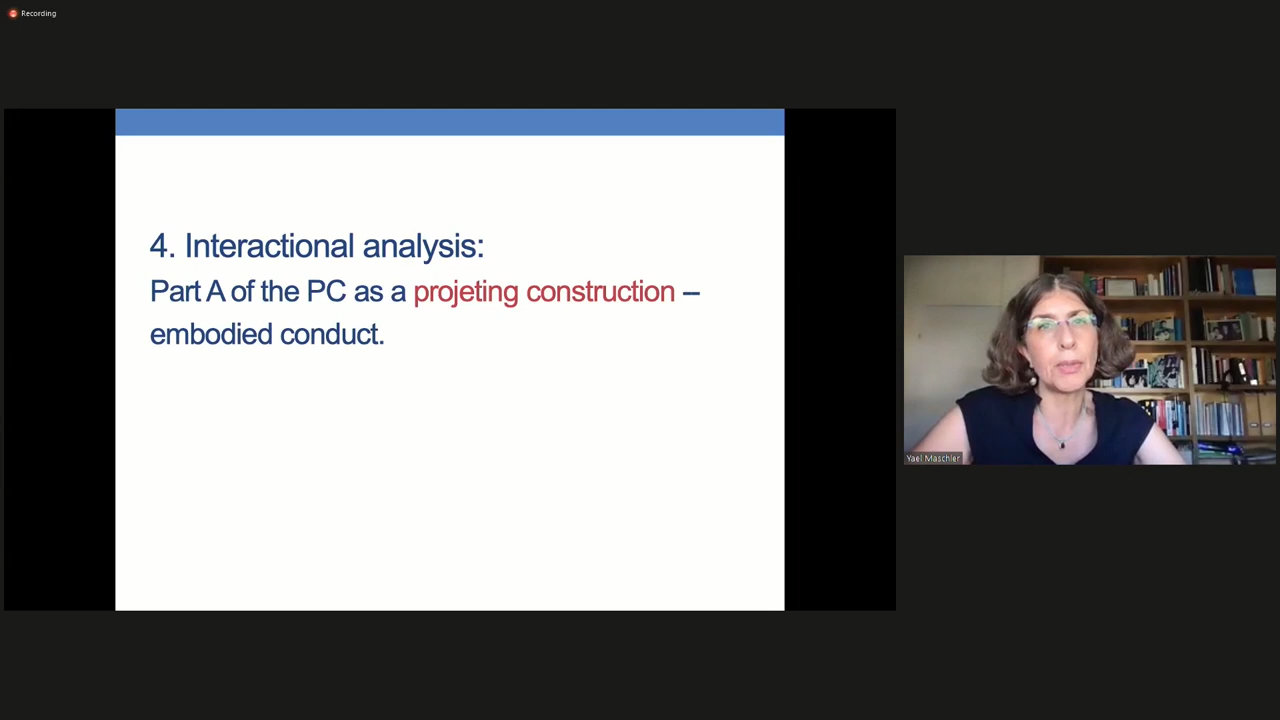 Recording
4. Interactional analysis:
Part A of the PC as a projeting construction –
embodied conduct.
Yael Maschler